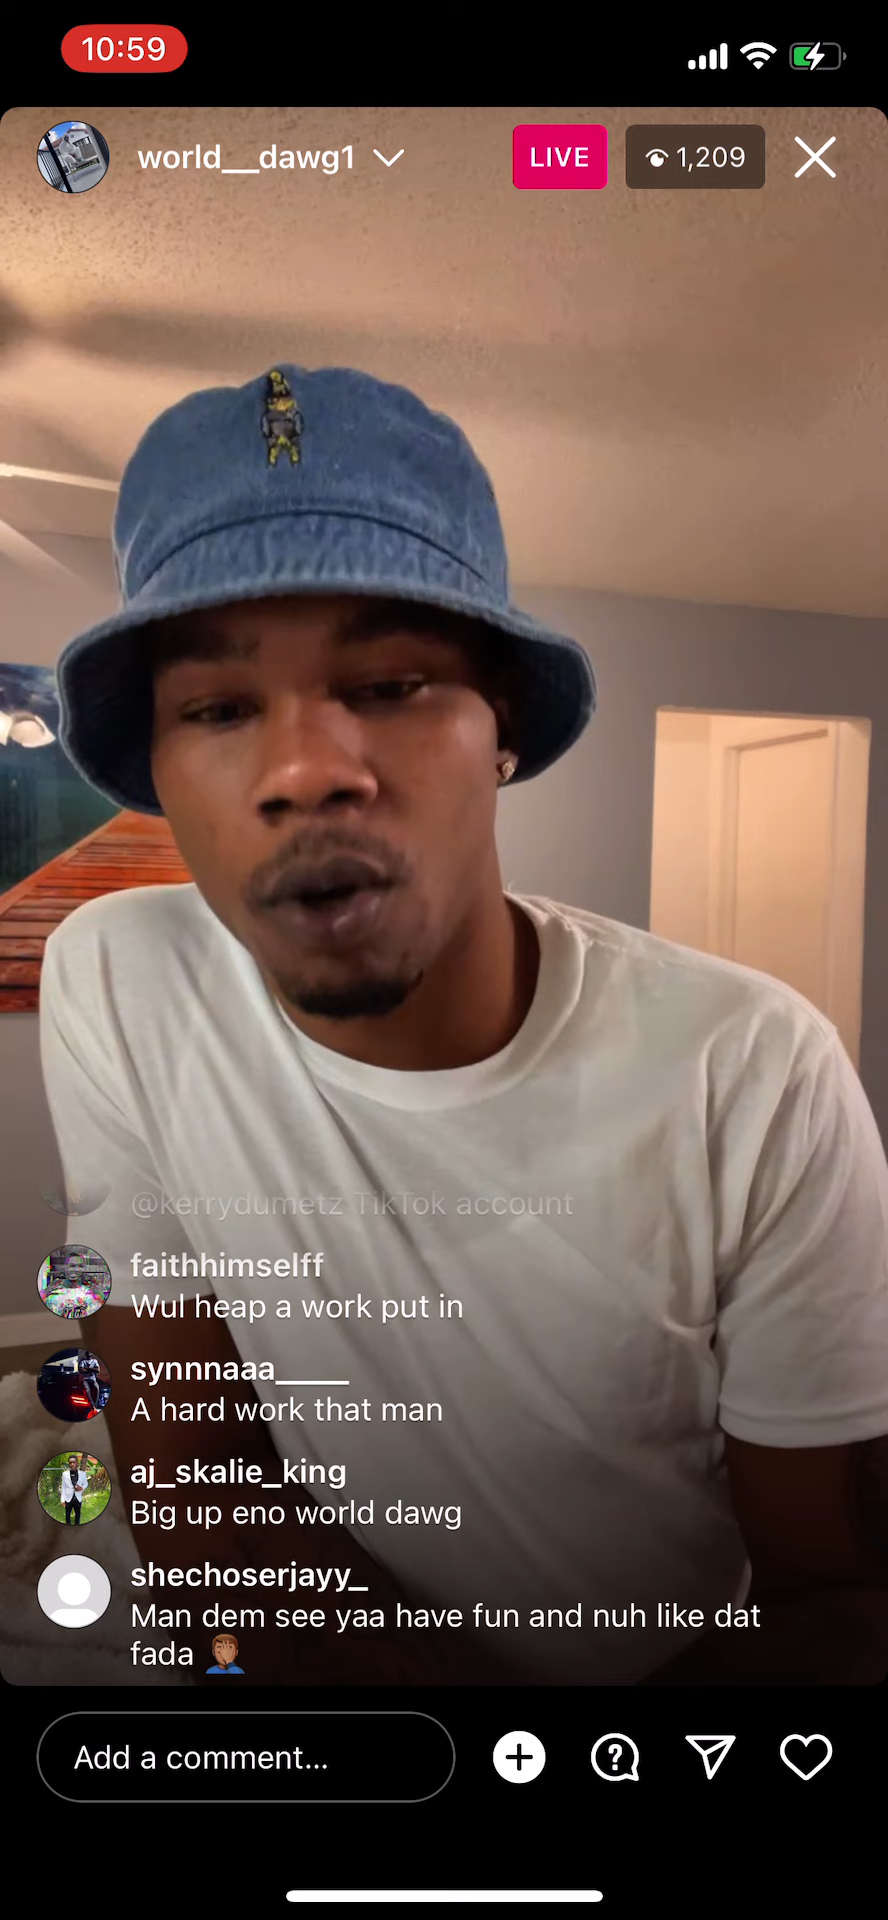 10:59
world__dawg1
LIVE
1,209
@kerrydumetz TikTok account
faithhimselff
Wul heap a work put in
synnnaaa____
A hard work that man
aj_skalie_king
Big up eno world dawg
shechoserjayy_
Man dem see yaa have fun and nuh like dat
fada 🤦🏽‍♂️
Add a comment...